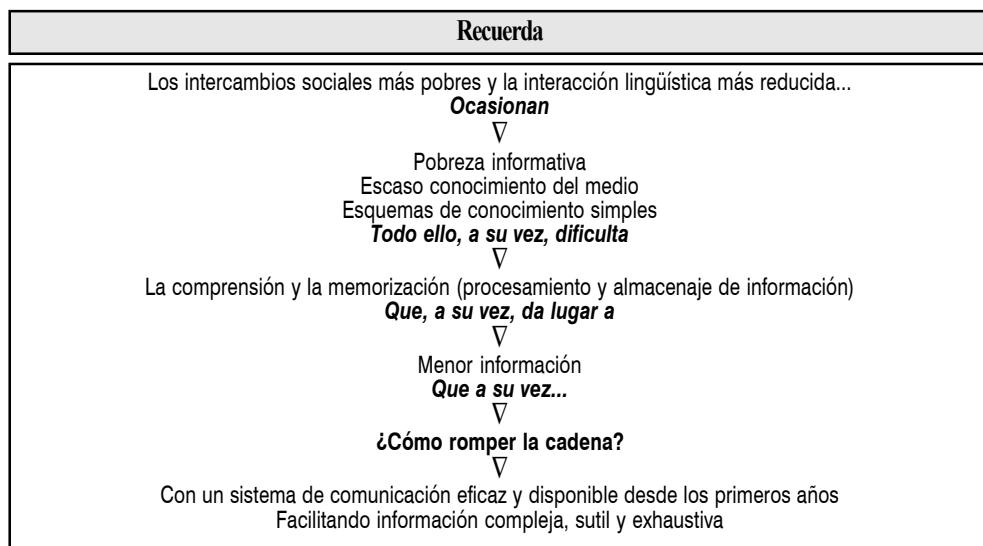 Recuerda
Los intercambios sociales más pobres y la interacción lingüística más reducida...
Ocasionan
∇
Pobreza informativa
Escaso conocimiento del medio
Esquemas de conocimiento simples
Todo ello, a su vez, dificulta
∇
La comprensión y la memorización (procesamiento y almacenaje de información)
Que, a su vez, da lugar a
∇
Menor información
Que a su vez...
∇
¿Cómo romper la cadena?
∇
Con un sistema de comunicación eficaz y disponible desde los primeros años
Facilitando información compleja, sutil y exhaustiva